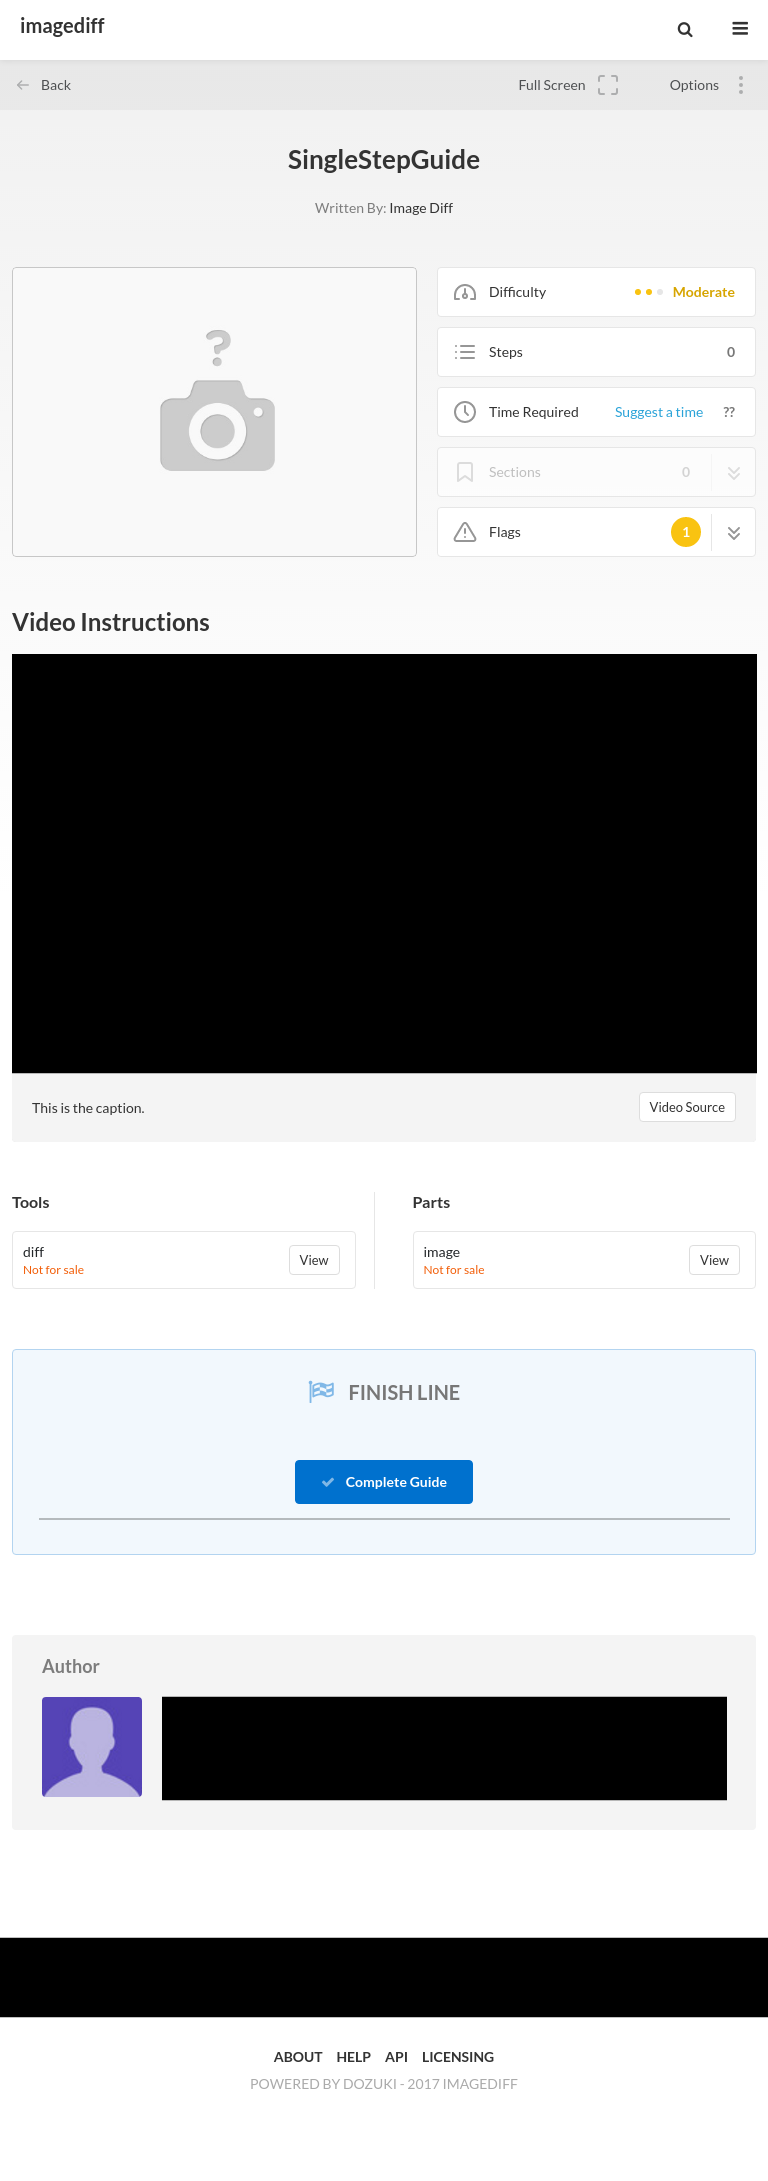 imagediff
Back
Full Screen
Options
SingleStepGuide
Written By: Image Diff
?
Difficulty
Moderate
Steps
0
Time Required
Suggest a time
??
Sections
0
Flags
1
Video Instructions
This is the caption.
Video Source
Tools
diff
Not for sale
View
Parts
image
Not for sale
View
FINISH LINE
Complete Guide
Author
ABOUT HELP API LICENSING
POWERED BY DOZUKI - 2017 IMAGEDIFF